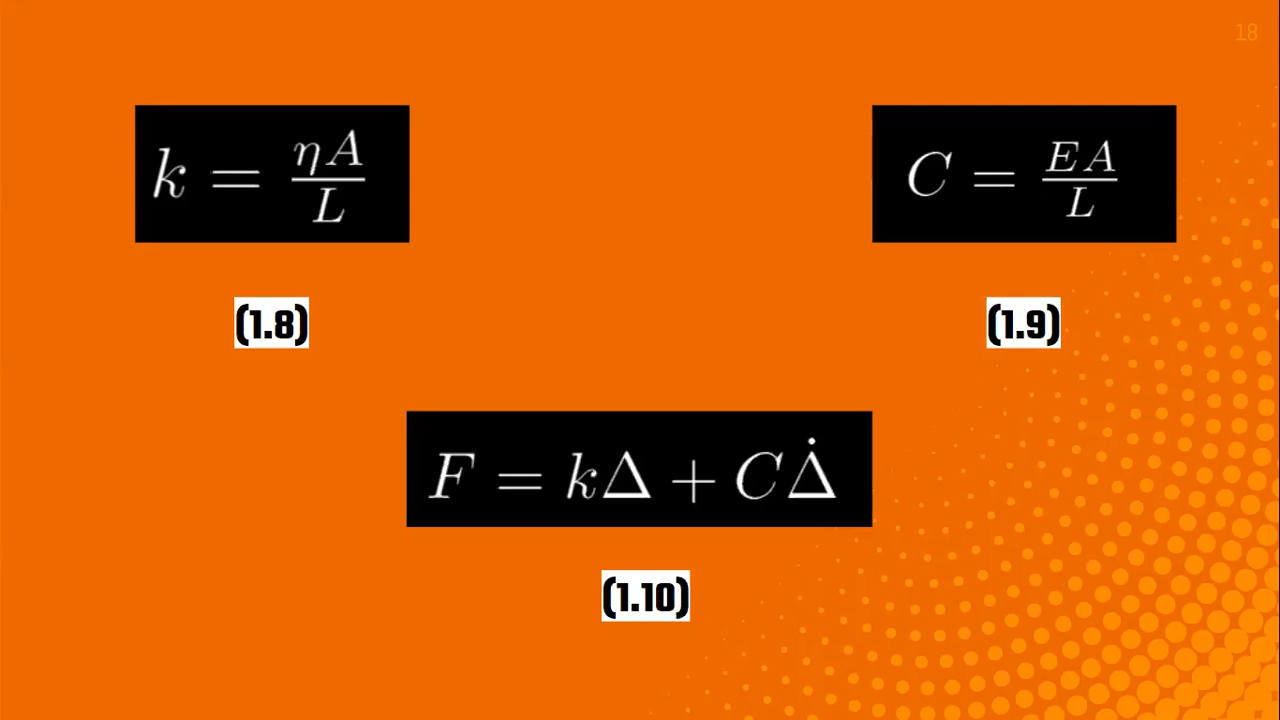 18
k = ηA/L
C = EA/L
(1.8)
(1.9)
F = kΔ + CΔ̇
(1.10)